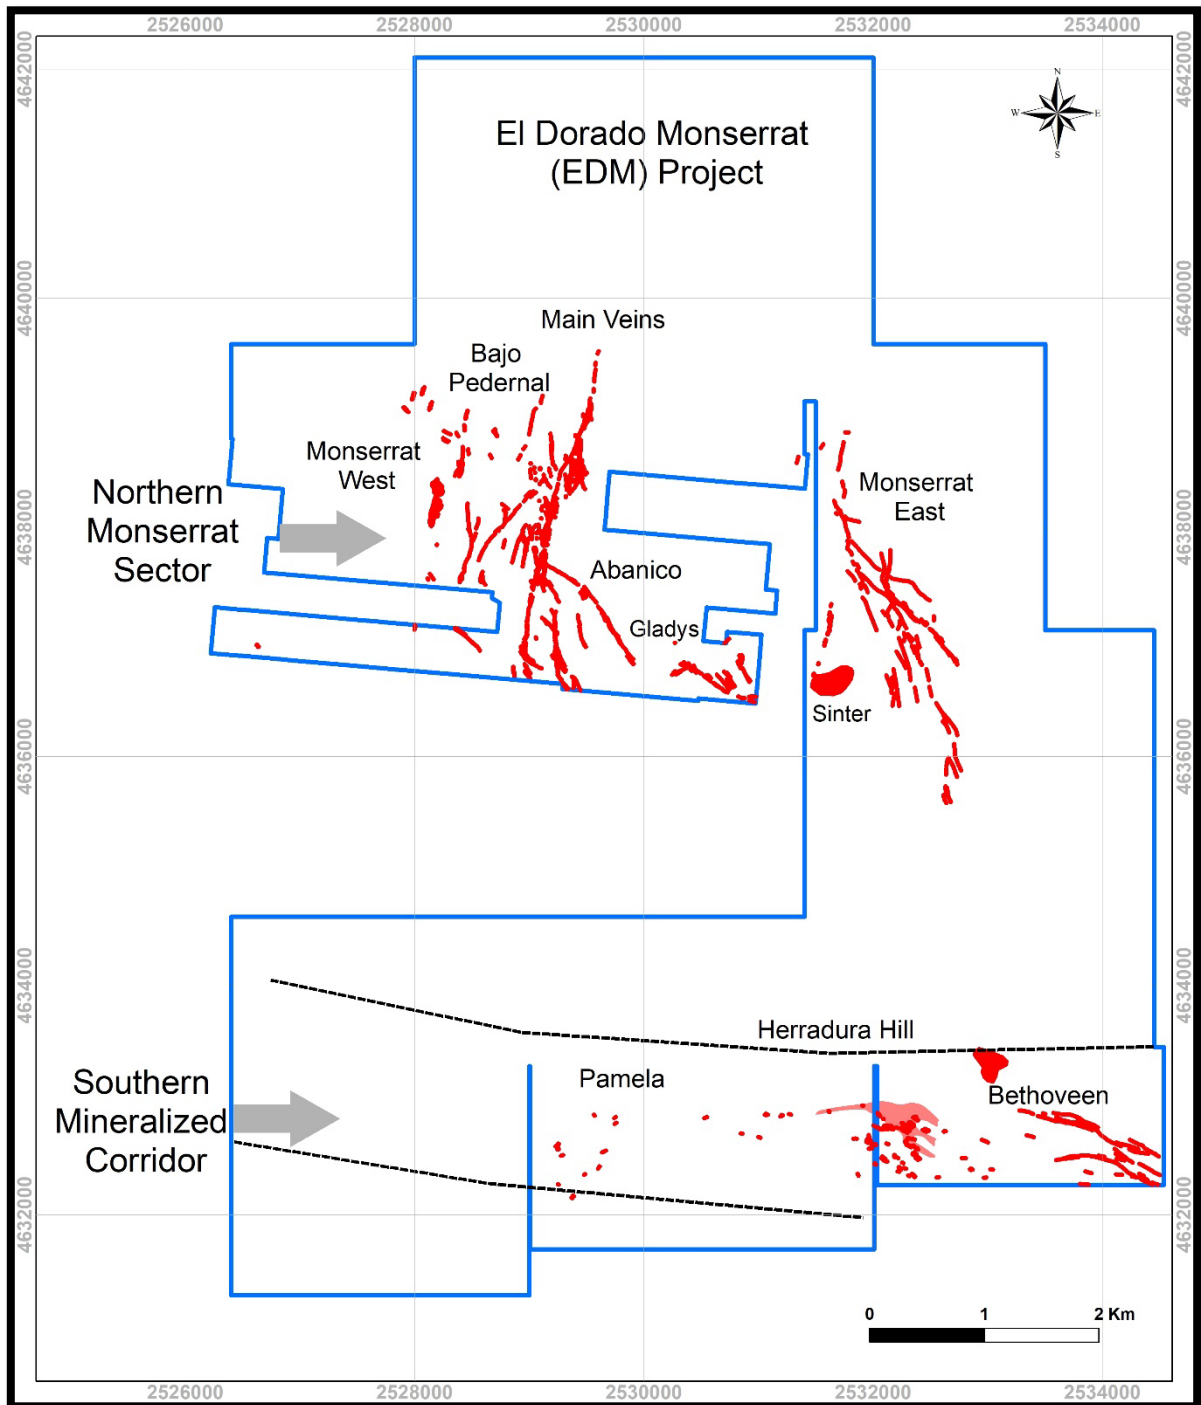 2526000 2528000 2530000 2532000 2534000
4642000 4642000
N
W E
S
El Dorado Monserrat
(EDM) Project
4640000 4640000
Main Veins
Bajo
Pedernal
Monserrat
West
Monserrat
East
Northern
Monserrat
Sector
4638000 4638000
Abanico
Gladys
Sinter
4636000 4636000
4634000 4634000
Herradura Hill
Pamela
Bethoveen
Southern
Mineralized
Corridor
4632000 4632000
0 1 2 Km
2526000 2528000 2530000 2532000 2534000